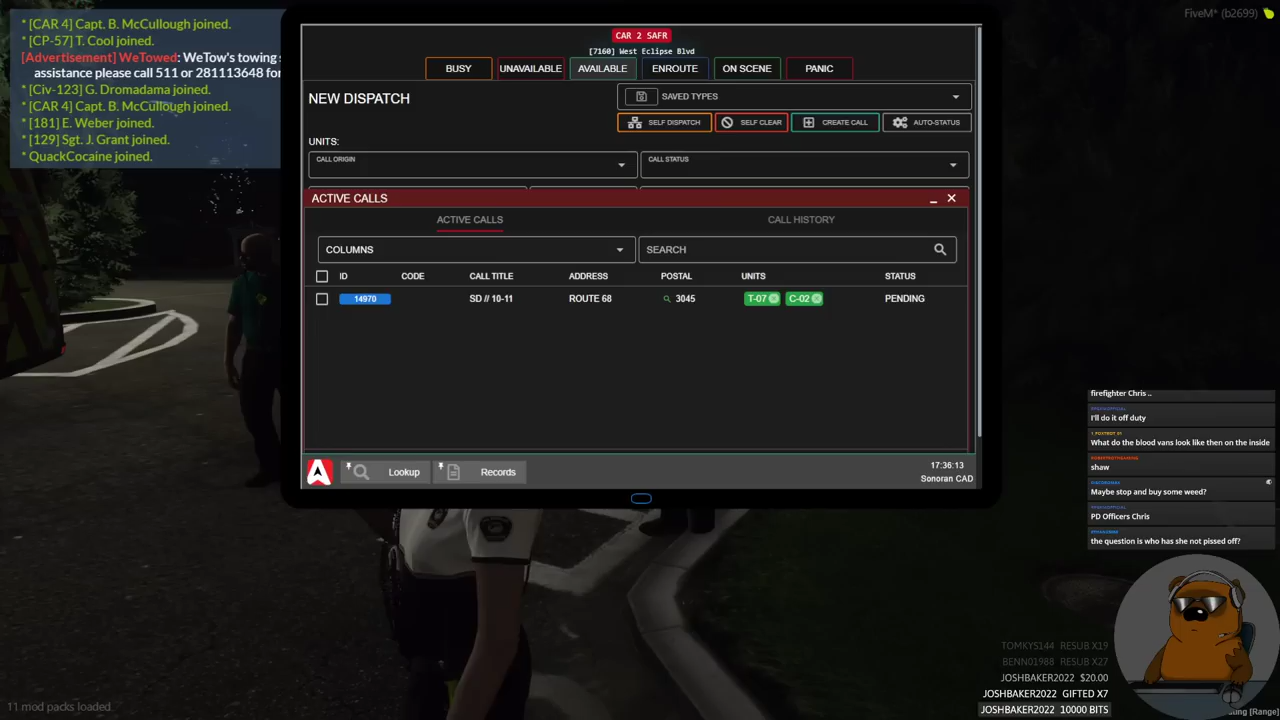 * [CAR 4] Capt. B. McCullough joined.
* [CP-57] T. Cool joined.
[Advertisement] WeTowed: WeTow's towing
assistance please call 511 or 281113648 for
* [Civ-123] G. Dromadama joined.
* [CAR 4] Capt. B. McCullough joined.
* [181] E. Weber joined.
* [129] Sgt. J. Grant joined.
* QuackCocaine joined.
FiveM* (b2699)
CAR 2 SAFR
[7160] West Eclipse Blvd
BUSY UNAVAILABLE AVAILABLE ENROUTE ON SCENE PANIC
NEW DISPATCH
SAVED TYPES
SELF DISPATCH SELF CLEAR CREATE CALL AUTO-STATUS
UNITS:
CALL ORIGIN CALL STATUS
ACTIVE CALLS
ACTIVE CALLS CALL HISTORY
COLUMNS SEARCH
ID CODE CALL TITLE ADDRESS POSTAL UNITS STATUS
14970 SD // 10-11 ROUTE 68 3045 T-07 C-02 PENDING
Lookup Records
17:36:13
Sonoran CAD
firefighter Chris ..
I'll do it off duty
What do the blood vans look like then on the inside
shaw
Maybe stop and buy some weed?
PD Officers Chris
the question is who has she not pissed off?
TOMKYS144 RESUB X19
BENN01988 RESUB X27
JOSHBAKER2022 $20.00
JOSHBAKER2022 GIFTED X7
JOSHBAKER2022 10000 BITS
[Range]
11 mod packs loaded